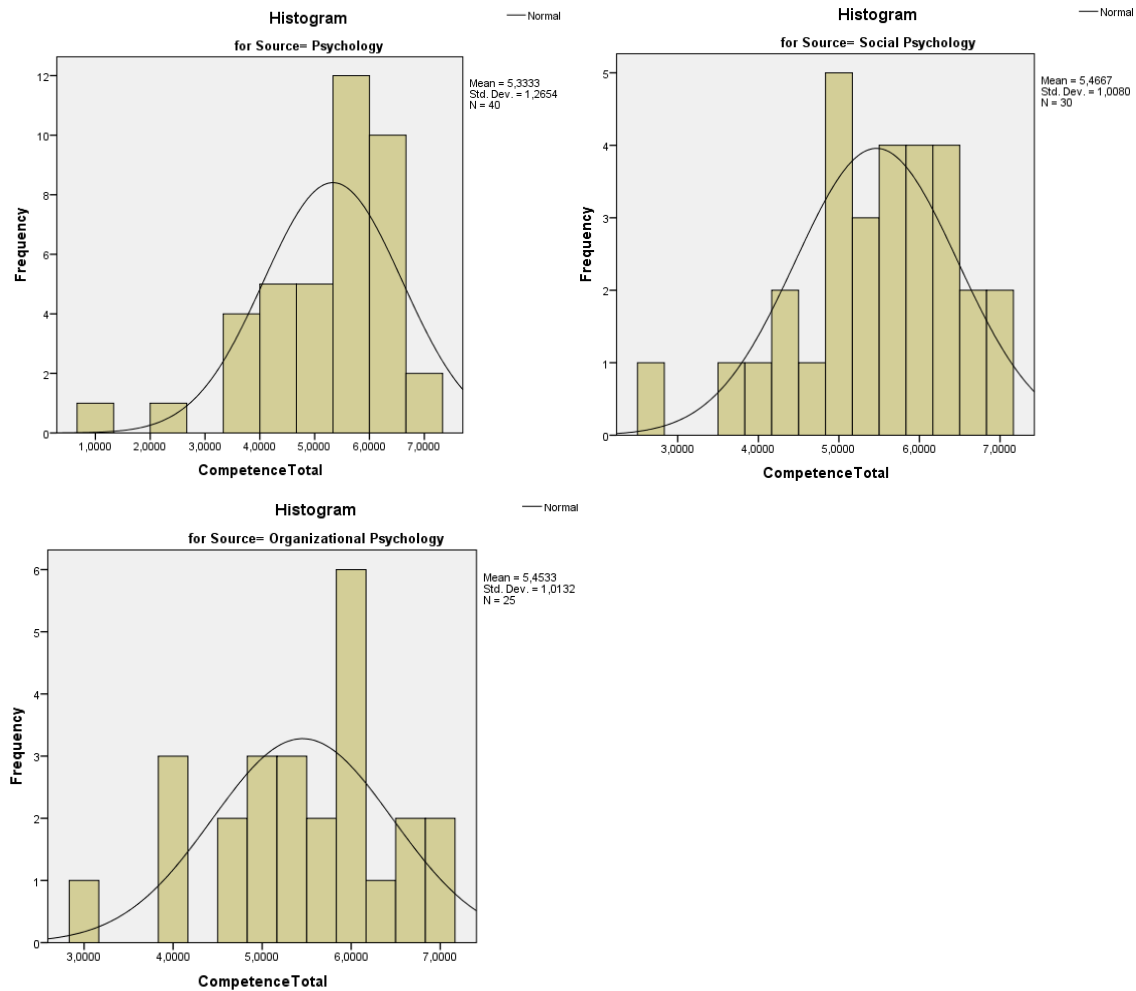 Histogram
Normal
for Source= Psychology
Mean = 5,3333
Std. Dev. = 1,2654
N = 40
Frequency
12
10
8
6
4
2
0
1,0000 2,0000 3,0000 4,0000 5,0000 6,0000 7,0000
CompetenceTotal
Histogram
Normal
for Source= Social Psychology
Mean = 5,4667
Std. Dev. = 1,0080
N = 30
Frequency
5
4
3
2
1
0
3,0000 4,0000 5,0000 6,0000 7,0000
CompetenceTotal
Histogram
Normal
for Source= Organizational Psychology
Mean = 5,4533
Std. Dev. = 1,0132
N = 25
Frequency
6
5
4
3
2
1
0
3,0000 4,0000 5,0000 6,0000 7,0000
CompetenceTotal